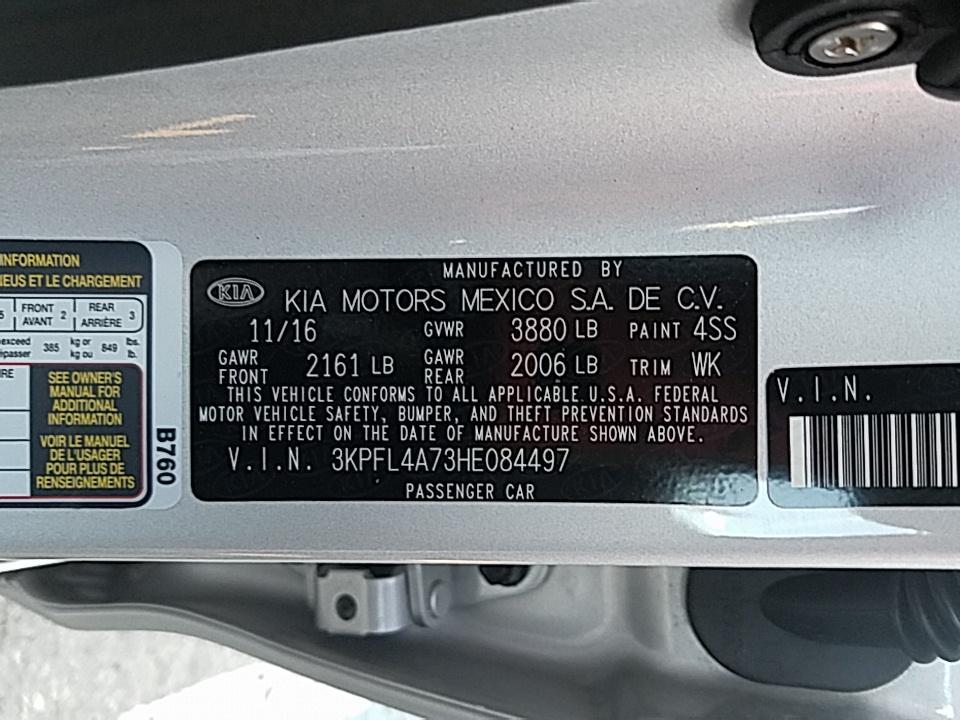 INFORMATION
NEUS ET LE CHARGEMENT
5 FRONT AVANT 2 REAR ARRIÈRE 3
exceed kg or lbs.
épasser 385 kg ou 849 lb.
SEE OWNER'S
MANUAL FOR
ADDITIONAL
INFORMATION
VOIR LE MANUEL
DE L'USAGER
POUR PLUS DE
RENSEIGNEMENTS
B760
MANUFACTURED BY
KIA KIA MOTORS MEXICO S.A. DE C.V.
11/16 GVWR 3880 LB PAINT 4SS
GAWR FRONT 2161 LB GAWR REAR 2006 LB TRIM WK
THIS VEHICLE CONFORMS TO ALL APPLICABLE U.S.A. FEDERAL
MOTOR VEHICLE SAFETY, BUMPER, AND THEFT PREVENTION STANDARDS
IN EFFECT ON THE DATE OF MANUFACTURE SHOWN ABOVE.
V.I.N. 3KPFL4A73HE084497
PASSENGER CAR
V.I.N.